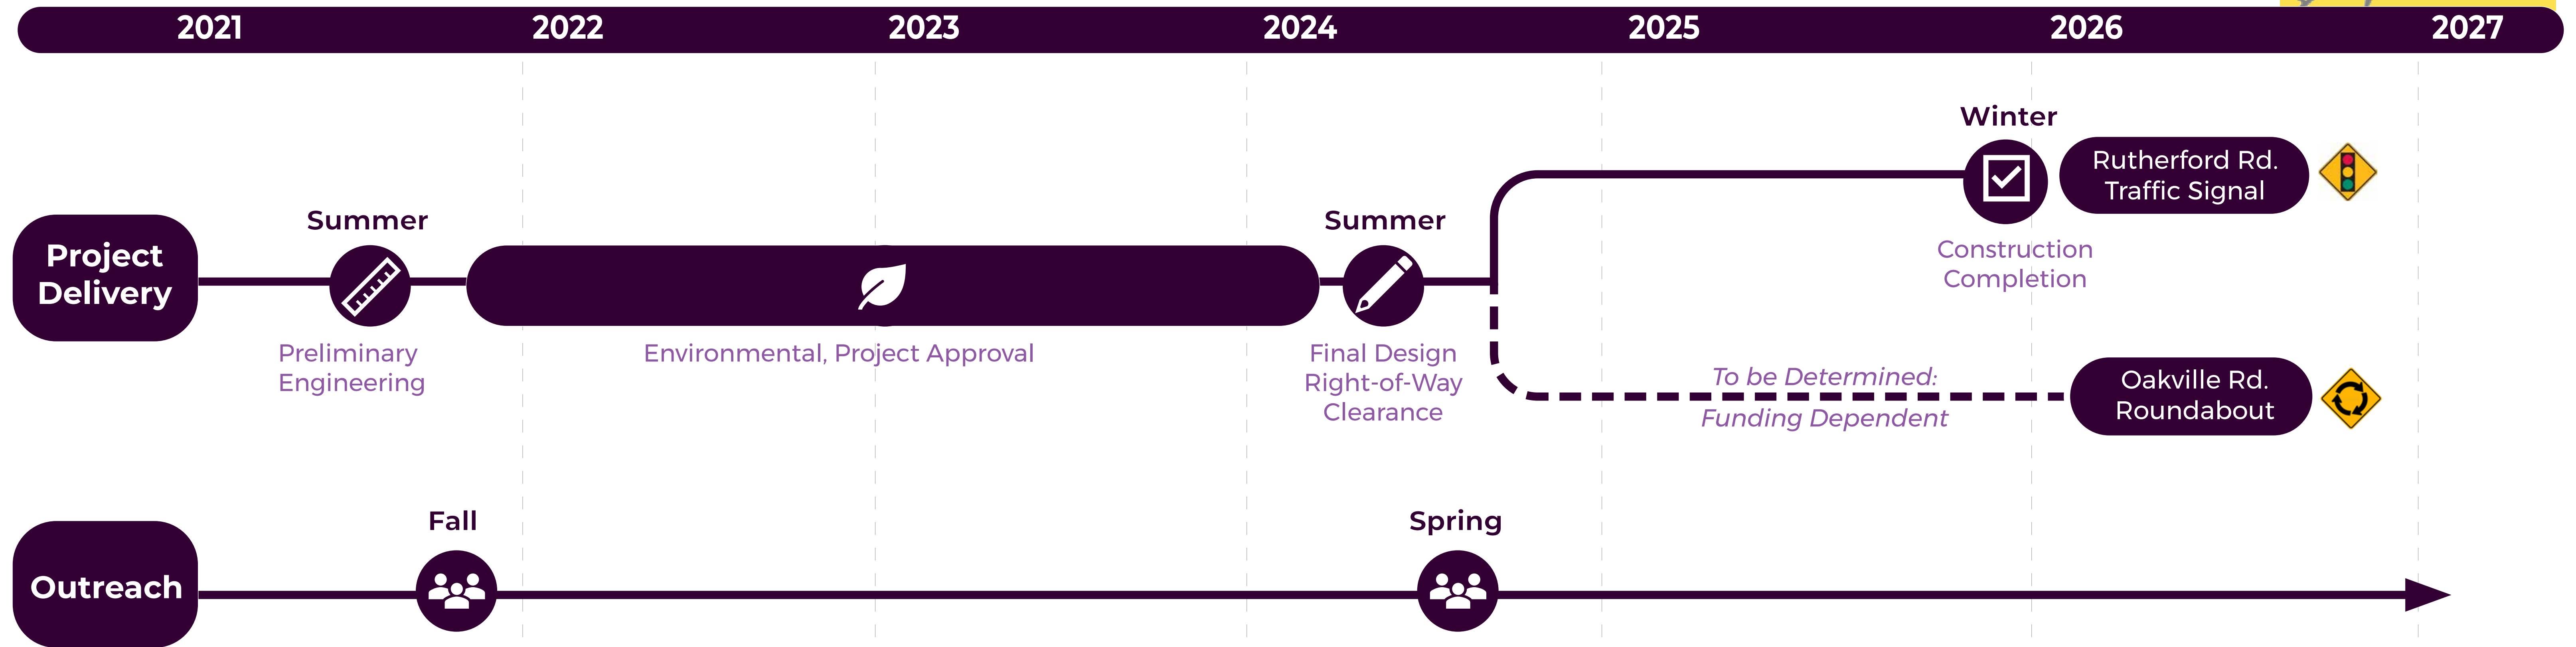 2021 2022 2023 2024 2025 2026 2027
Winter
Rutherford Rd.
Traffic Signal
Construction
Completion
Summer
Summer
Project
Delivery
Preliminary
Engineering
Environmental, Project Approval
Final Design
Right-of-Way
Clearance
To be Determined:
Funding Dependent
Oakville Rd.
Roundabout
Fall
Spring
Outreach